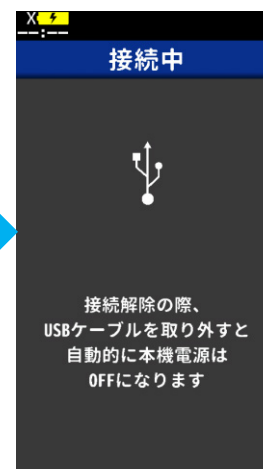 X
--:--
接続中
接続解除の際、
USBケーブルを取り外すと
自動的に本機電源は
OFFになります